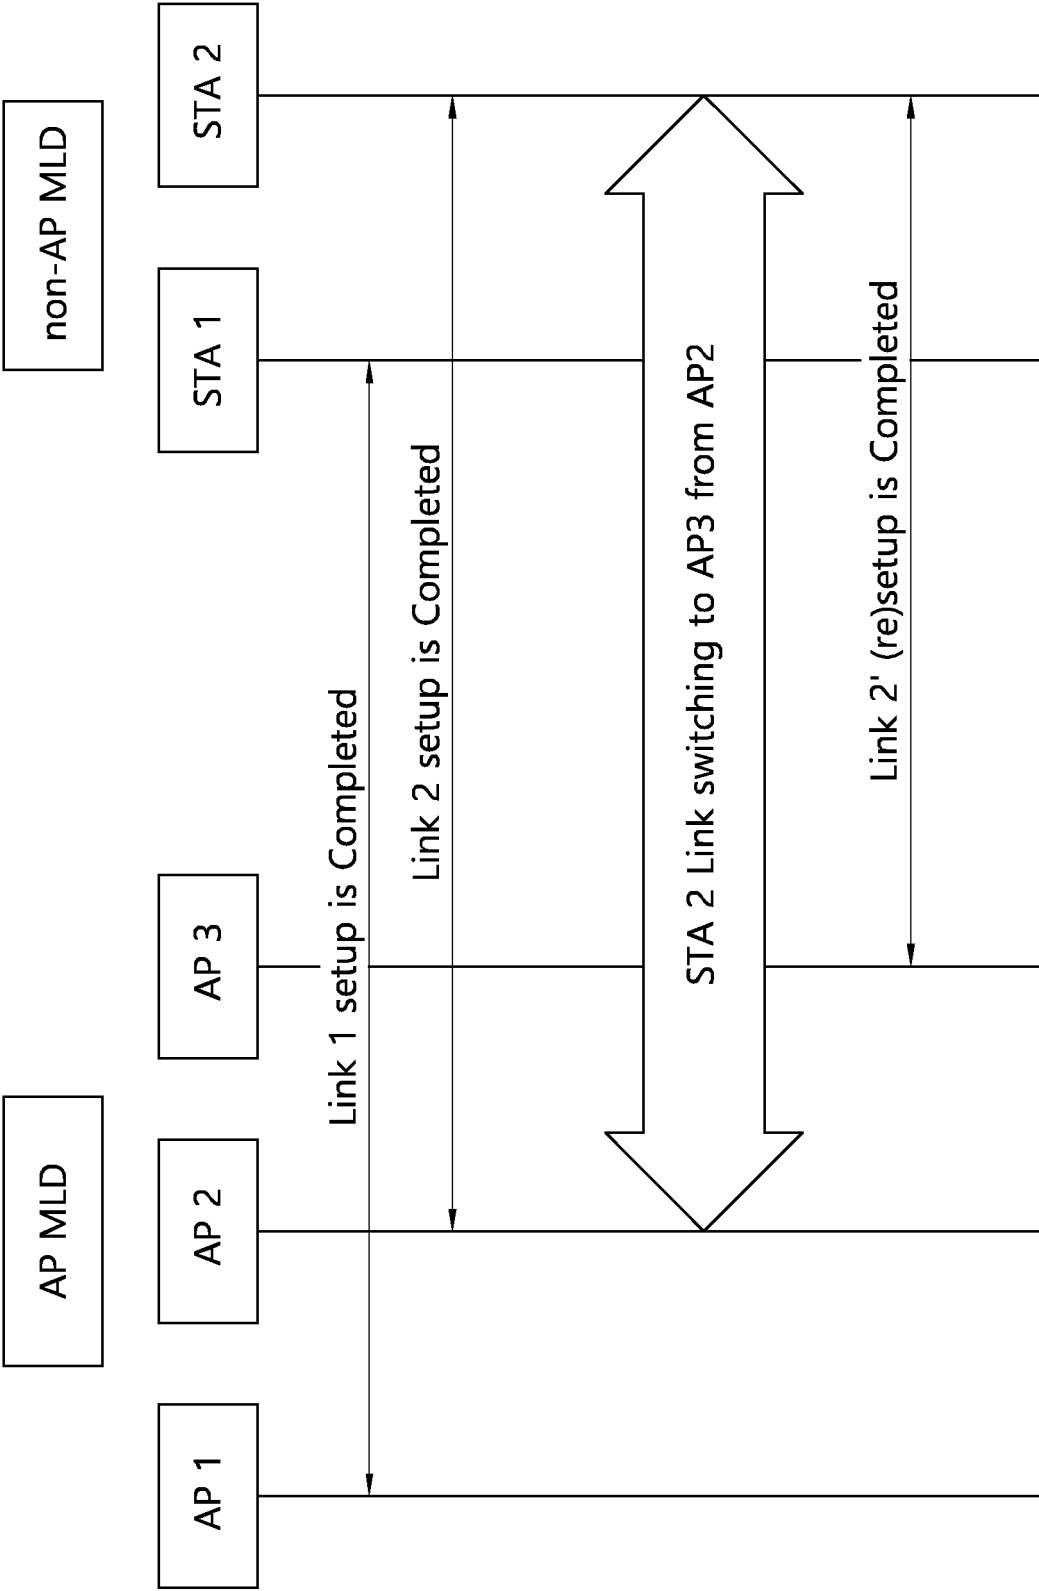 AP MLD
non-AP MLD
AP 1
AP 2
AP 3
STA 1
STA 2
Link 1 setup is Completed
Link 2 setup is Completed
STA 2 Link switching to AP3 from AP2
Link 2' (re)setup is Completed